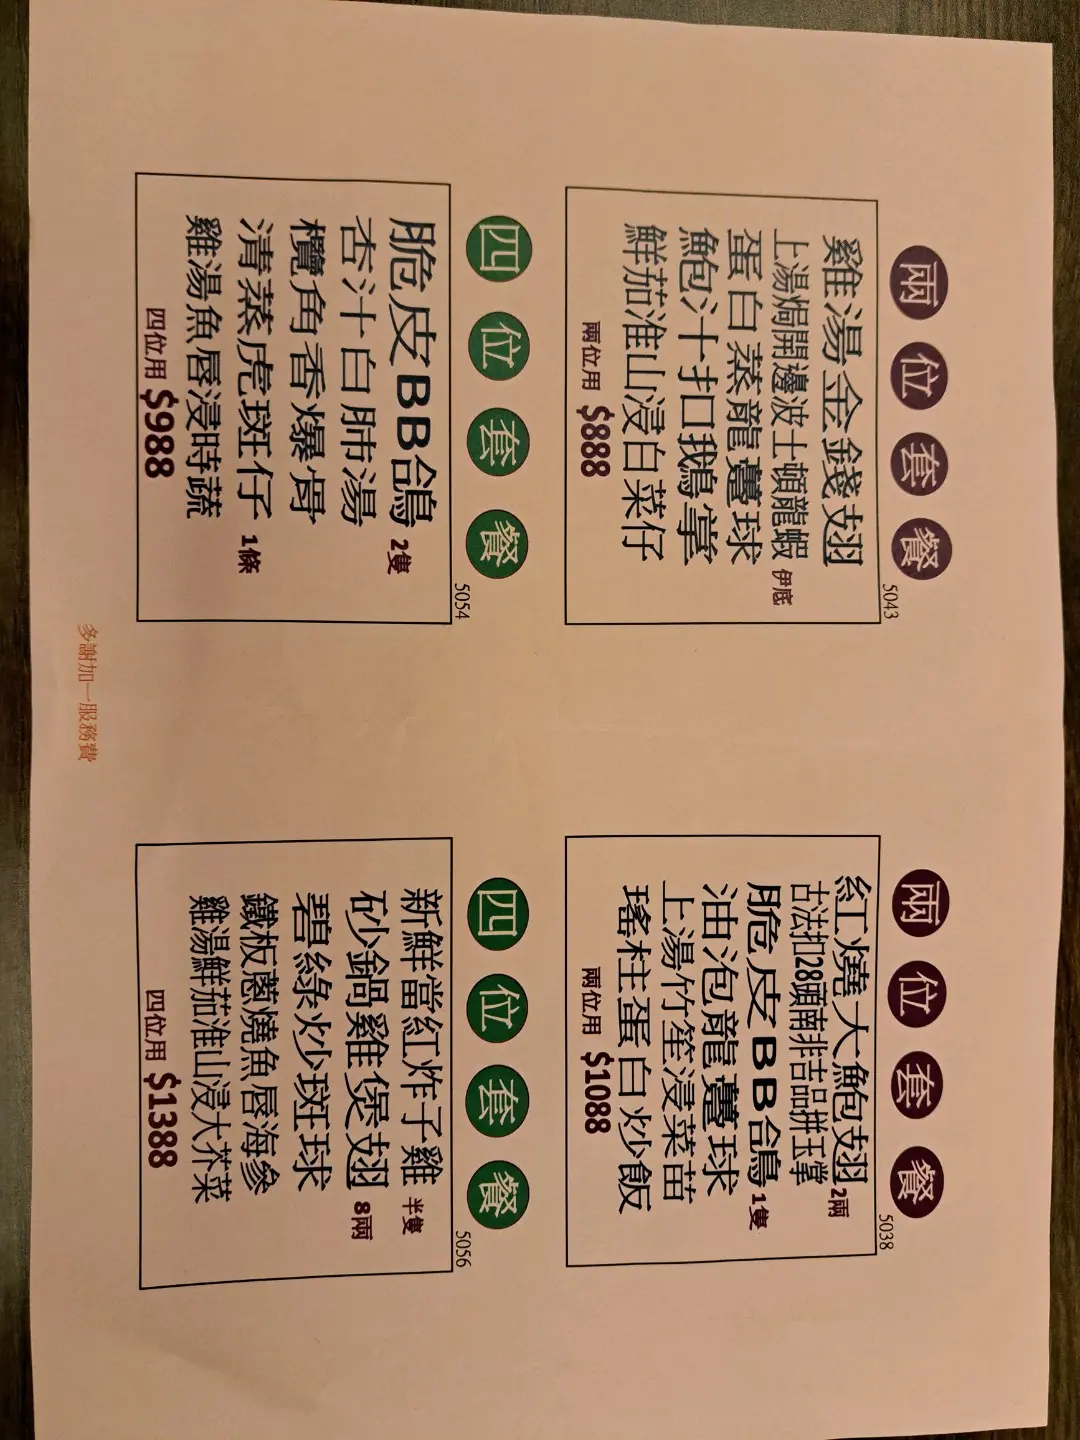 兩位套餐
5043
雞湯金錢翅
上湯焗開邊波士頓龍蝦 伊底
蛋白蒸龍躉球
鮑汁扣鵝掌
鮮茄淮山浸白菜仔
兩位用 $888
兩位套餐
5038
紅燒大鮑翅 2兩
古法扣28頭南非吉品拼玉掌
脆皮BB鴿 1隻
油泡龍躉球
上湯竹笙浸菜苗
瑤柱蛋白炒飯
兩位用 $1088
四位套餐
5054
脆皮BB鴿 2隻
杏汁白肺湯
欖角香爆骨
清蒸虎斑仔 1條
雞湯魚唇浸時蔬
四位用 $988
四位套餐
5056
新鮮當紅炸子雞 半隻
砂鍋雞煲翅 8兩
碧綠炒斑球
鐵板蔥燒魚唇海參
雞湯鮮茄淮山浸大芥菜
四位用 $1388
多謝加一服務費